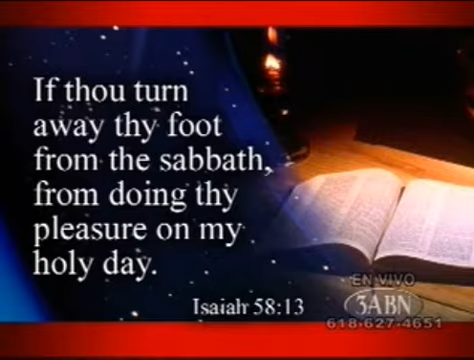 If thou turn
away thy foot
from the sabbath,
from doing thy
pleasure on my
holy day.
Isaiah 58:13
EN VIVO
3ABN
618-627-4651